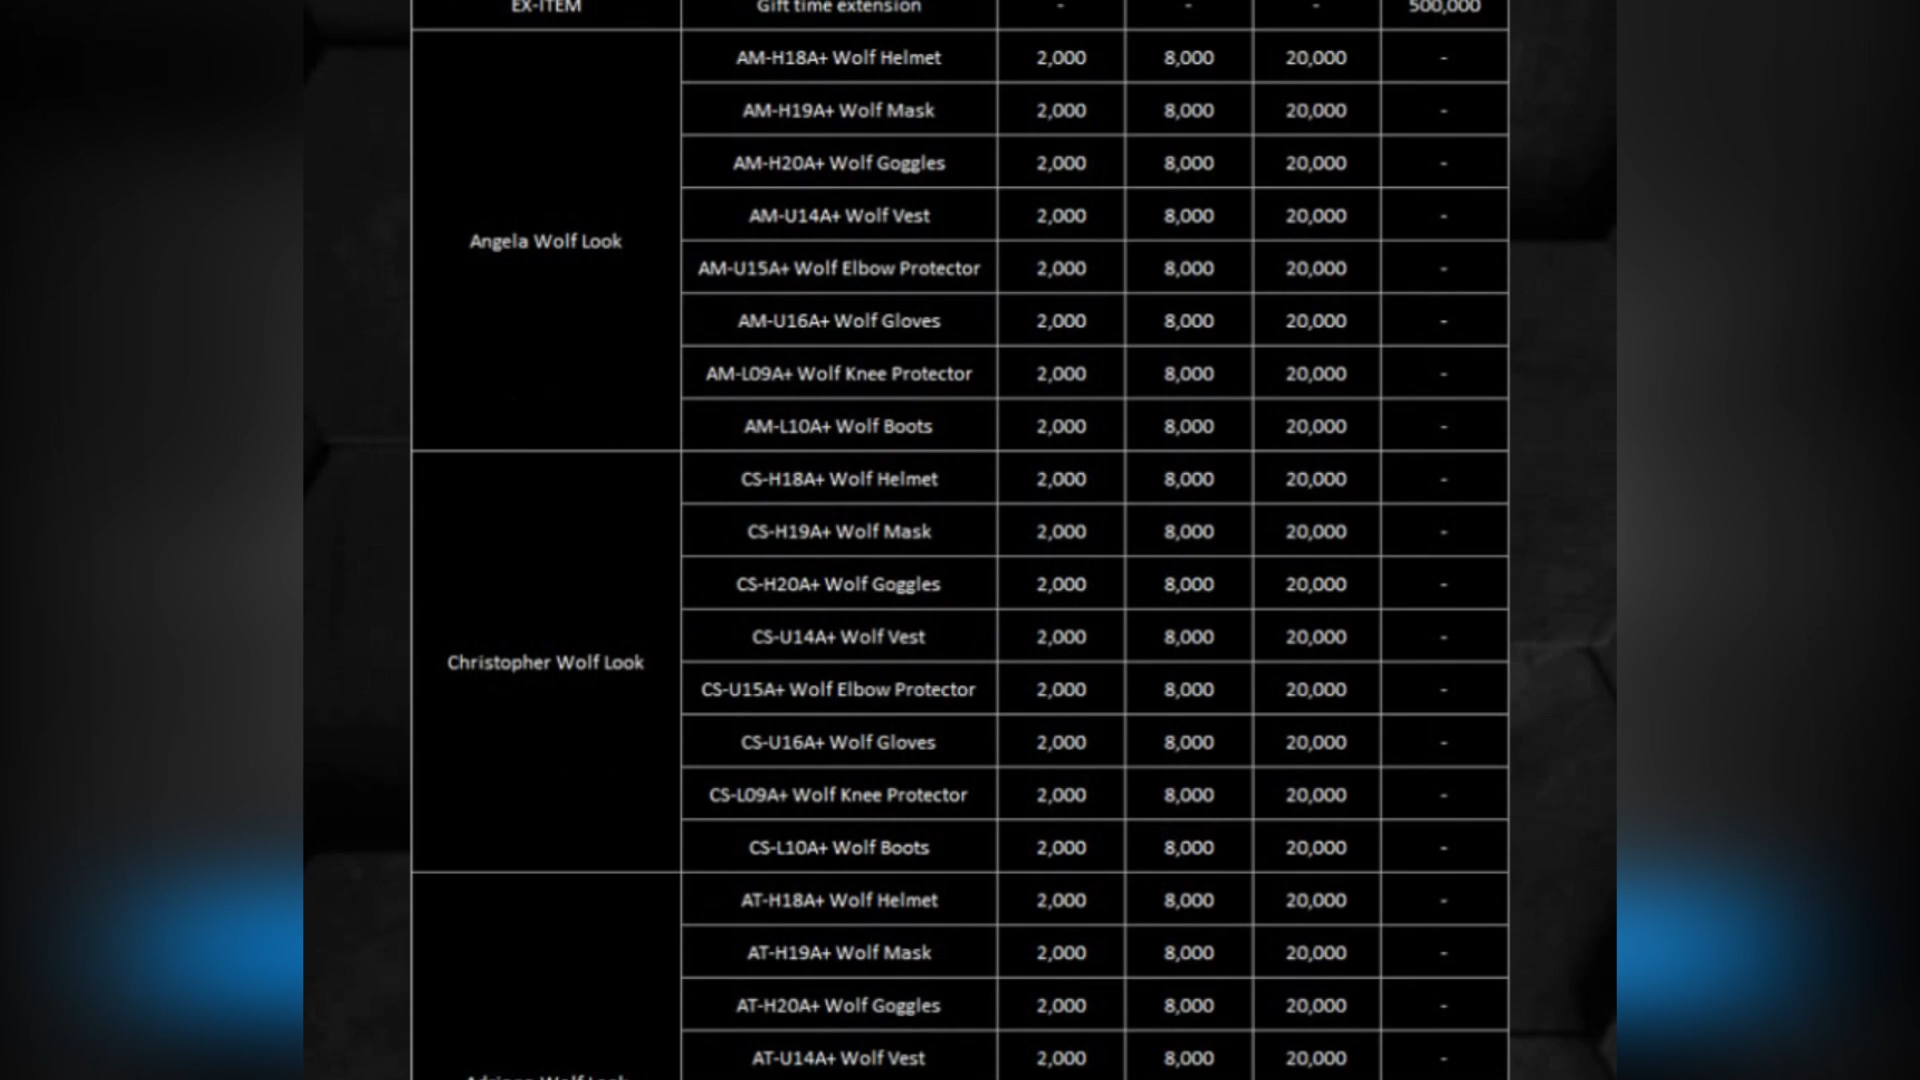 EX-ITEM Gift time extension - - - 500,000
AM-H18A+ Wolf Helmet 2,000 8,000 20,000 -
AM-H19A+ Wolf Mask 2,000 8,000 20,000 -
AM-H20A+ Wolf Goggles 2,000 8,000 20,000 -
AM-U14A+ Wolf Vest 2,000 8,000 20,000 -
Angela Wolf Look
AM-U15A+ Wolf Elbow Protector 2,000 8,000 20,000 -
AM-U16A+ Wolf Gloves 2,000 8,000 20,000 -
AM-L09A+ Wolf Knee Protector 2,000 8,000 20,000 -
AM-L10A+ Wolf Boots 2,000 8,000 20,000 -
CS-H18A+ Wolf Helmet 2,000 8,000 20,000 -
CS-H19A+ Wolf Mask 2,000 8,000 20,000 -
CS-H20A+ Wolf Goggles 2,000 8,000 20,000 -
CS-U14A+ Wolf Vest 2,000 8,000 20,000 -
Christopher Wolf Look
CS-U15A+ Wolf Elbow Protector 2,000 8,000 20,000 -
CS-U16A+ Wolf Gloves 2,000 8,000 20,000 -
CS-L09A+ Wolf Knee Protector 2,000 8,000 20,000 -
CS-L10A+ Wolf Boots 2,000 8,000 20,000 -
AT-H18A+ Wolf Helmet 2,000 8,000 20,000 -
AT-H19A+ Wolf Mask 2,000 8,000 20,000 -
AT-H20A+ Wolf Goggles 2,000 8,000 20,000 -
AT-U14A+ Wolf Vest 2,000 8,000 20,000 -
Wolf Look